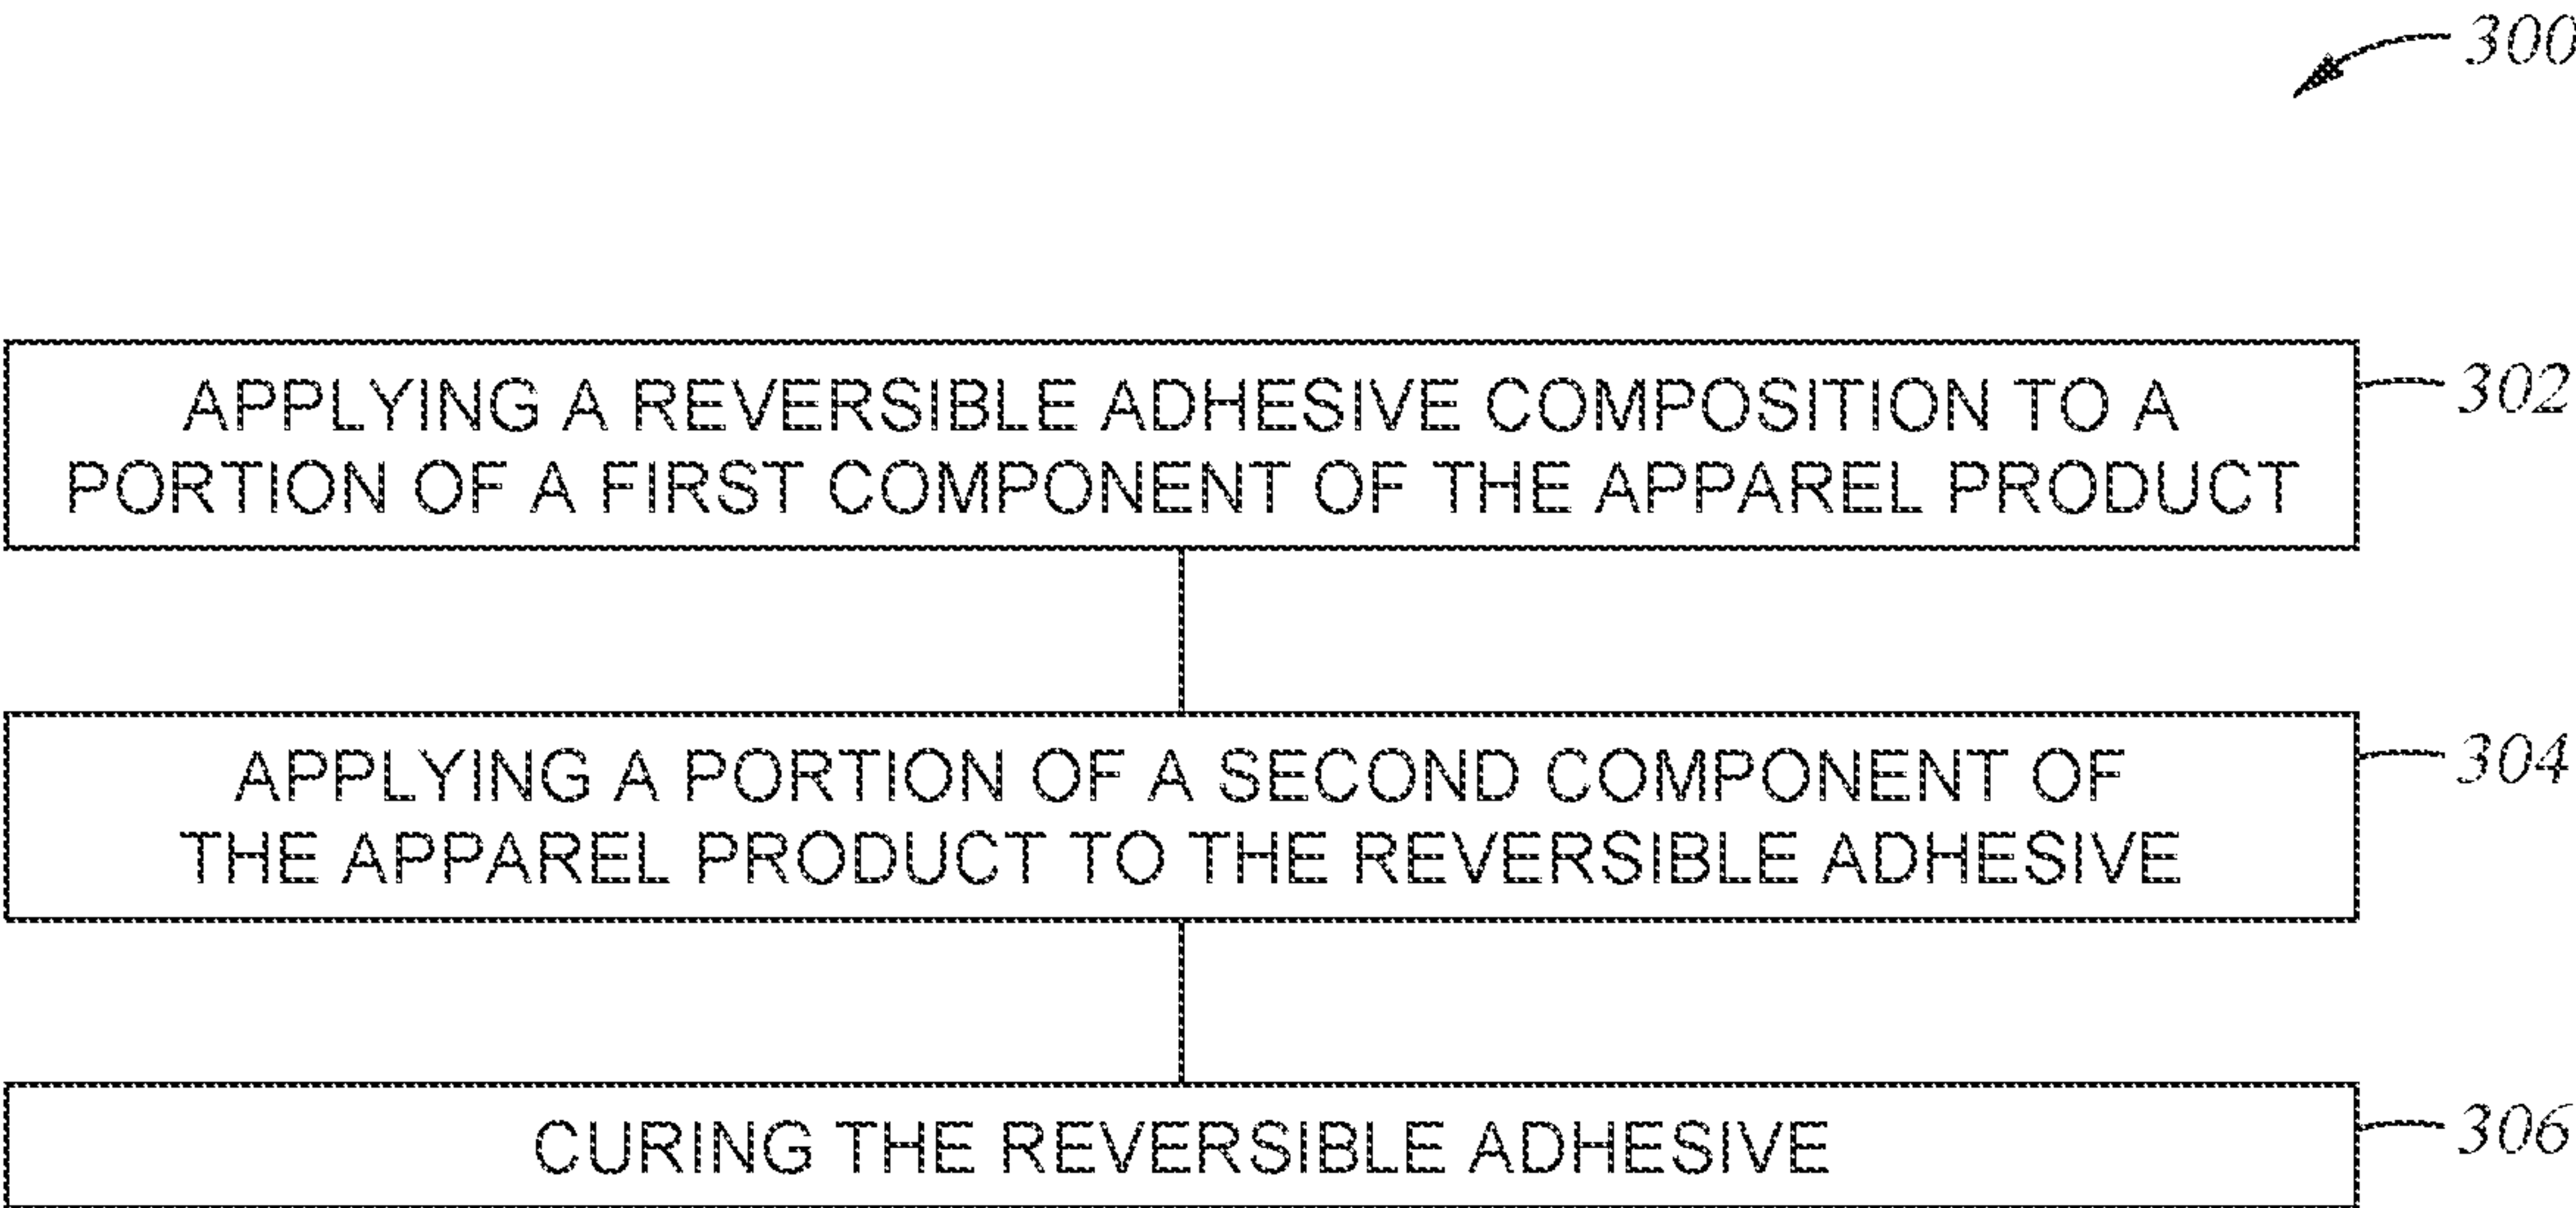 300
APPLYING A REVERSIBLE ADHESIVE COMPOSITION TO A
PORTION OF A FIRST COMPONENT OF THE APPAREL PRODUCT
302
APPLYING A PORTION OF A SECOND COMPONENT OF
THE APPAREL PRODUCT TO THE REVERSIBLE ADHESIVE
304
CURING THE REVERSIBLE ADHESIVE
306